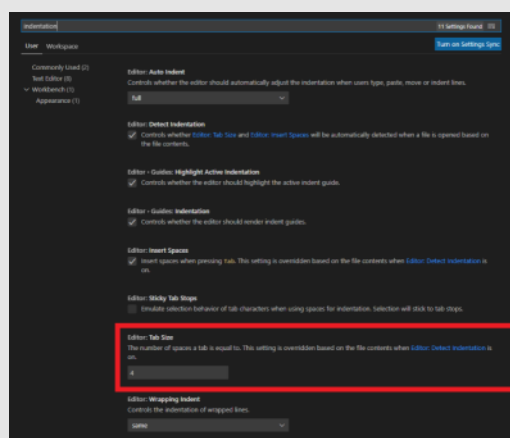 indentation
11 Settings Found
User Workspace
Turn on Settings Sync
Commonly Used (2)
Text Editor (8)
Workbench (1)
Appearance (1)
Editor: Auto Indent
Controls whether the editor should automatically adjust the indentation when users type, paste, move or indent lines.
full
Editor: Detect Indentation
Controls whether Editor: Tab Size and Editor: Insert Spaces will be automatically detected when a file is opened based on
the file contents.
Editor › Guides: Highlight Active Indentation
Controls whether the editor should highlight the active indent guide.
Editor › Guides: Indentation
Controls whether the editor should render indent guides.
Editor: Insert Spaces
Insert spaces when pressing Tab. This setting is overridden based on the file contents when Editor: Detect Indentation is
on.
Editor: Sticky Tab Stops
Emulate selection behavior of tab characters when using spaces for indentation. Selection will stick to tab stops.
Editor: Tab Size
The number of spaces a tab is equal to. This setting is overridden based on the file contents when Editor: Detect Indentation is
on.
4
Editor: Wrapping Indent
Controls the indentation of wrapped lines.
same